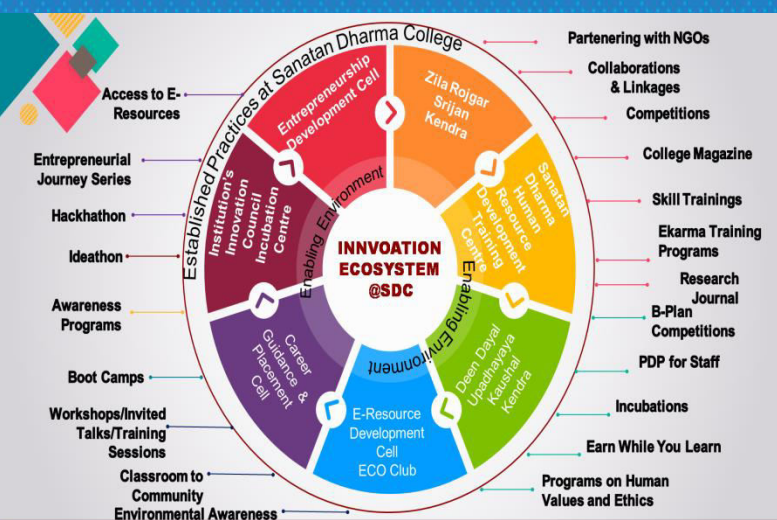 Established Practices at Sanatan Dharma College
Access to E-
Resources
Entrepreneurial
Journey Series
Hackhathon
Ideathon
Awareness
Programs
Boot Camps
Workshops/Invited
Talks/Training
Sessions
Classroom to
Community
Environmental Awareness
Entrepreneurship
Development Cell
Zila Rojgar
Srijan
Kendra
Sanatan
Dharma
Human
Resource
Development
Training
Centre
Deen Dayal
Upadhayaya
Kaushal
Kendra
E-Resource
Development
Cell
ECO Club
Career
Guidance &
Placement
Cell
Institution's
Innovation
Council
Incubation
Centre
Enabling Environment
Enabling Environment
INNVOATION
ECOSYSTEM
@SDC
Partenering with NGOs
Collaborations
& Linkages
Competitions
College Magazine
Skill Trainings
Ekarma Training
Programs
Research
Journal
B-Plan
Competitions
PDP for Staff
Incubations
Earn While You Learn
Programs on Human
Values and Ethics